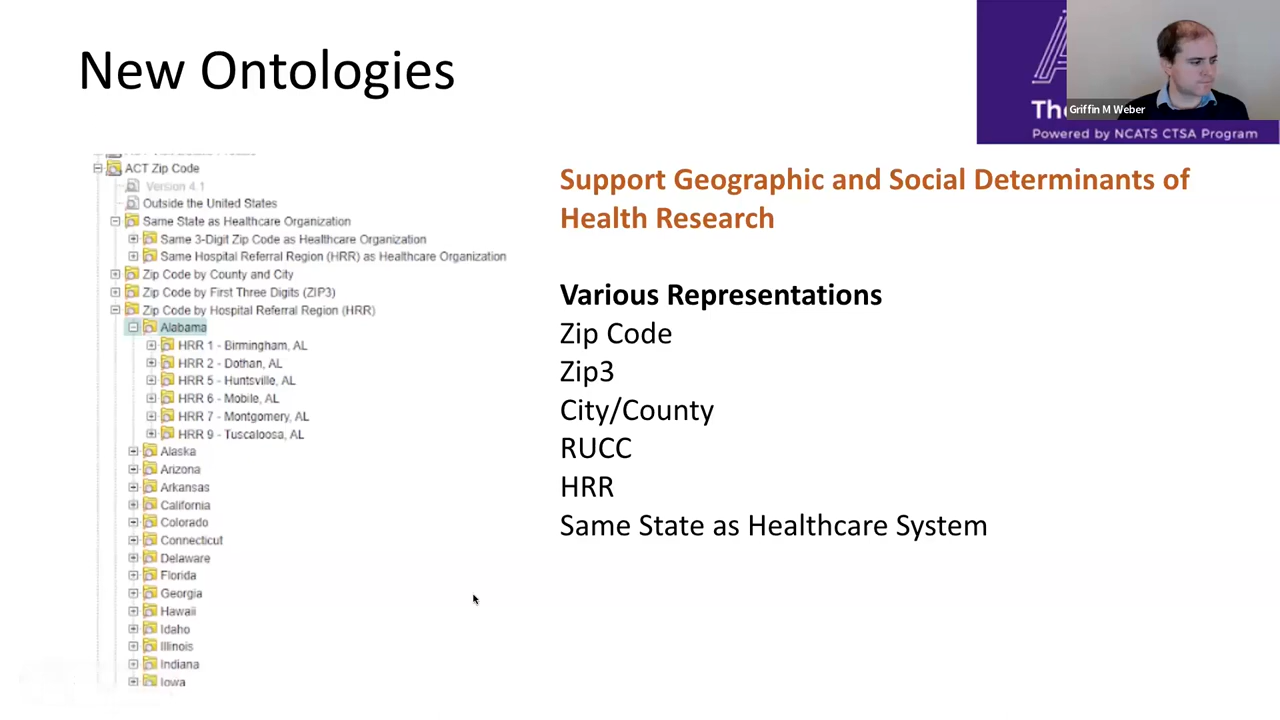 New Ontologies
Griffin M Weber
Powered by NCATS CTSA Program
ACT Zip Code
Version 4.1
Outside the United States
Same State as Healthcare Organization
Same 3-Digit Zip Code as Healthcare Organization
Same Hospital Referral Region (HRR) as Healthcare Organization
Zip Code by County and City
Zip Code by First Three Digits (ZIP3)
Zip Code by Hospital Referral Region (HRR)
Alabama
HRR 1 - Birmingham, AL
HRR 2 - Dothan, AL
HRR 5 - Huntsville, AL
HRR 6 - Mobile, AL
HRR 7 - Montgomery, AL
HRR 9 - Tuscaloosa, AL
Alaska
Arizona
Arkansas
California
Colorado
Connecticut
Delaware
Florida
Georgia
Hawaii
Idaho
Illinois
Indiana
Iowa
Support Geographic and Social Determinants of
Health Research
Various Representations
Zip Code
Zip3
City/County
RUCC
HRR
Same State as Healthcare System